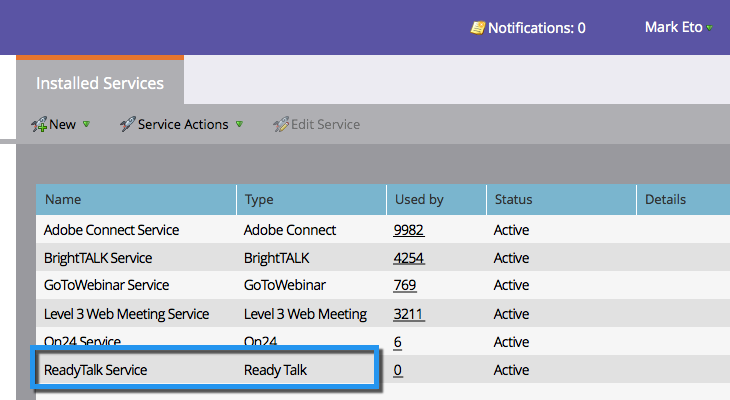 Notifications: 0 Mark Eto
Installed Services
New Service Actions Edit Service
Name Type Used by Status Details
Adobe Connect Service Adobe Connect 9982 Active
BrightTALK Service BrightTALK 4254 Active
GoToWebinar Service GoToWebinar 769 Active
Level 3 Web Meeting Service Level 3 Web Meeting 3211 Active
On24 Service On24 6 Active
ReadyTalk Service Ready Talk 0 Active